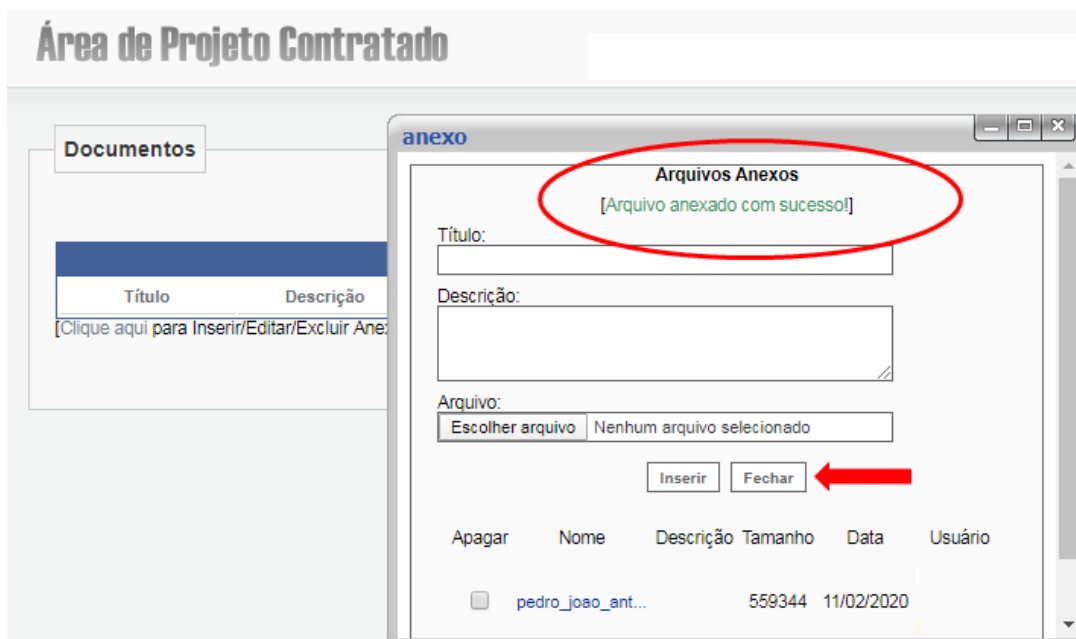 Área de Projeto Contratado
Documentos
Título Descrição
[Clique aqui para Inserir/Editar/Excluir
anexo
Arquivos Anexos
[Arquivo anexado com sucesso!]
Título:
Descrição:
Arquivo:
Escolher arquivo Nenhum arquivo selecionado
Inserir Fechar
Apagar Nome Descrição Tamanho Data Usuário
pedro_joao_ant... 559344 11/02/2020